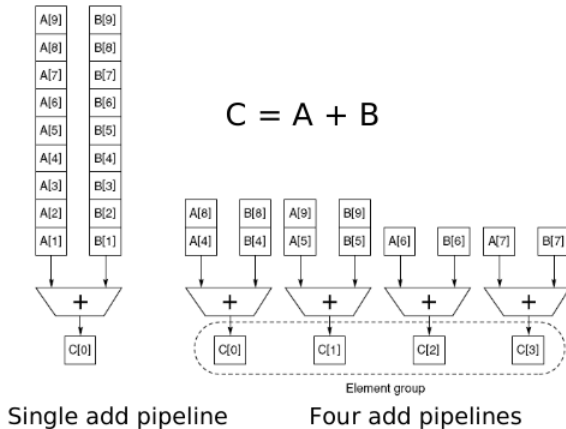 A[9] B[9]
A[8] B[8]
A[7] B[7]
A[6] B[6]
A[5] B[5]
A[4] B[4]
A[3] B[3]
A[2] B[2]
A[1] B[1]
+
C[0]
Single add pipeline
C = A + B
A[8] B[8] A[9] B[9]
A[4] B[4] A[5] B[5] A[6] B[6] A[7] B[7]
+ + + +
C[0] C[1] C[2] C[3]
Element group
Four add pipelines